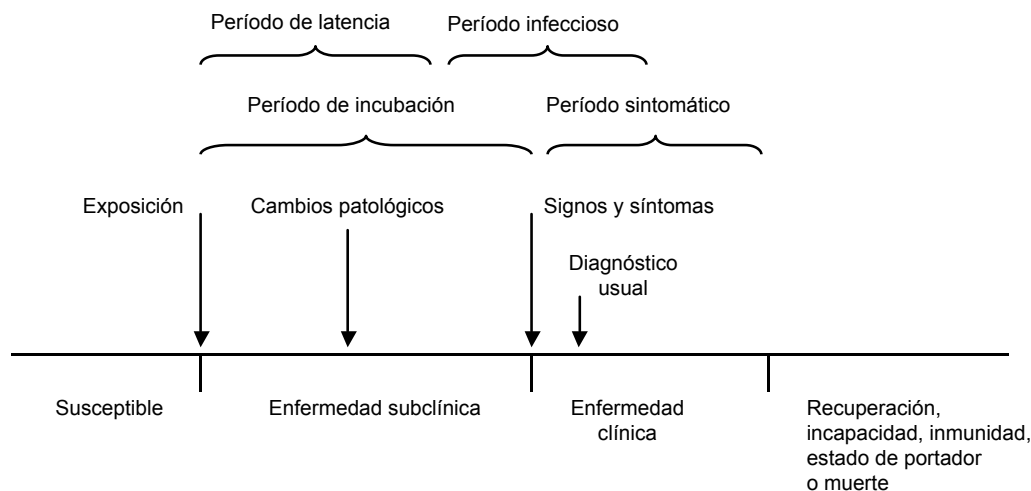 Período de latencia
Período infeccioso
Período de incubación
Período sintomático
Exposición
Cambios patológicos
Signos y síntomas
Diagnóstico
usual
Susceptible
Enfermedad subclínica
Enfermedad
clínica
Recuperación,
incapacidad, inmunidad,
estado de portador
o muerte